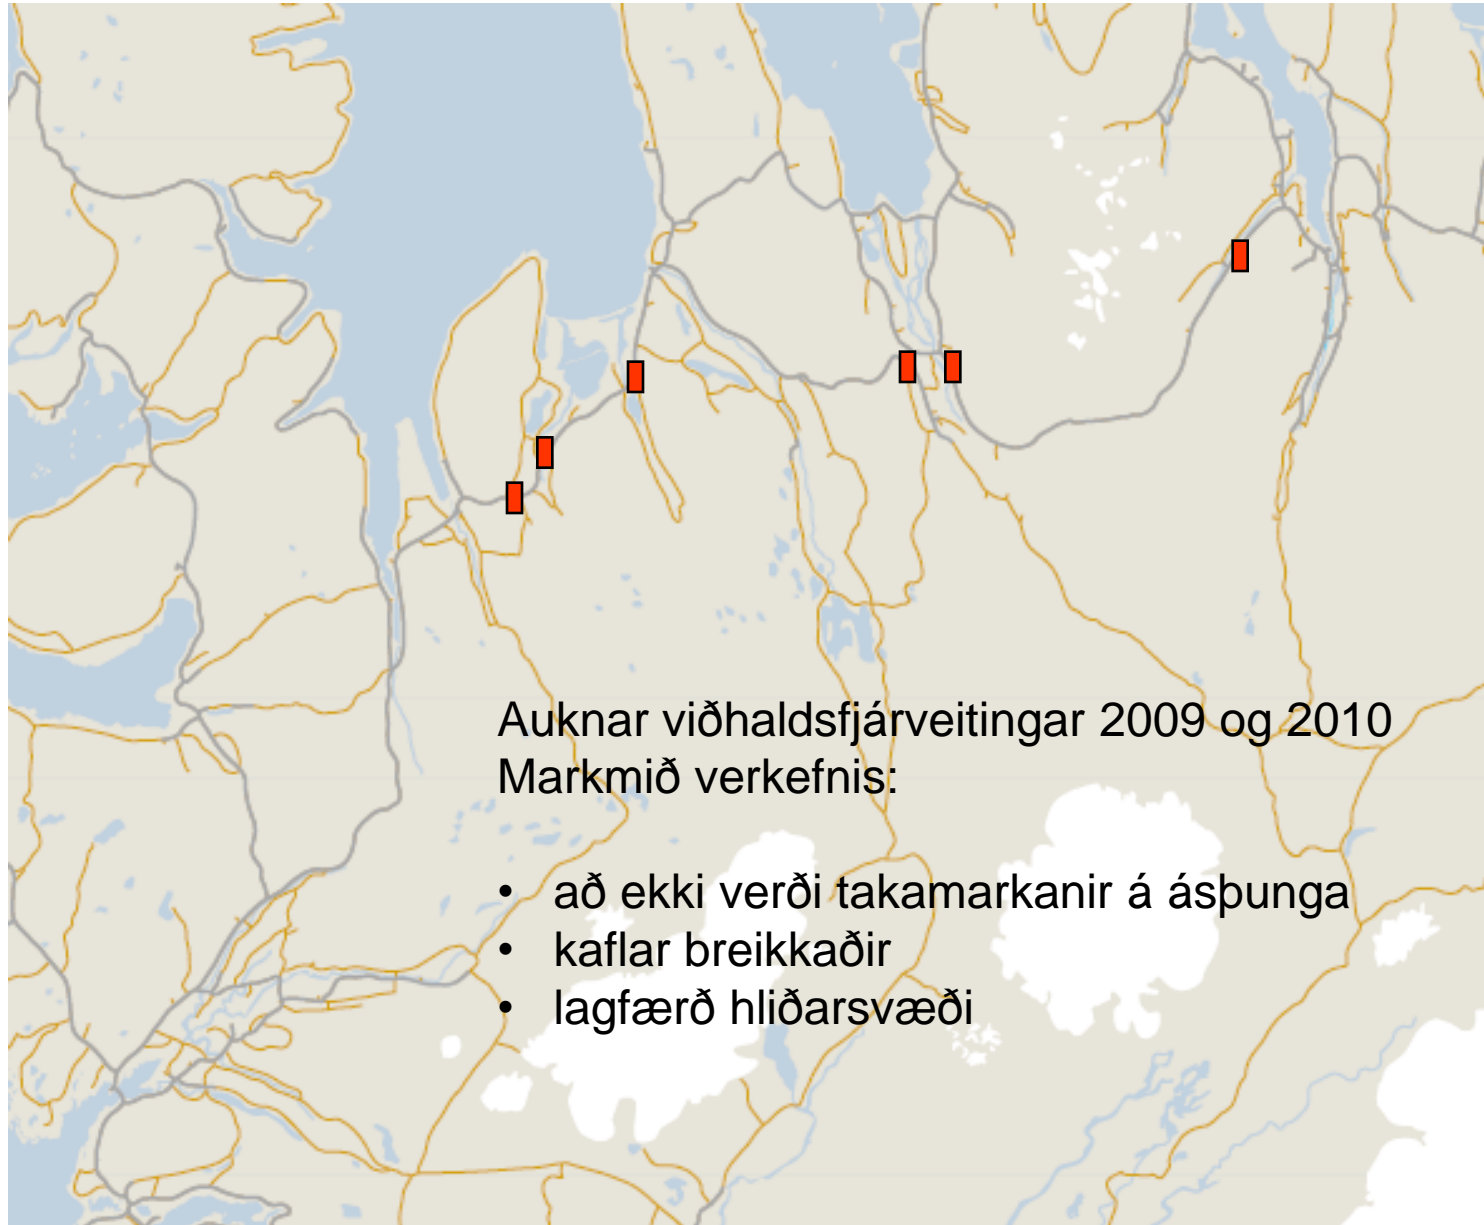 Auknar viðhaldsfjárveitingar 2009 og 2010
Markmið verkefnis:
• að ekki verði takamarkanir á ásþunga
• kaflar breikkaðir
• lagfærð hliðarsvæði